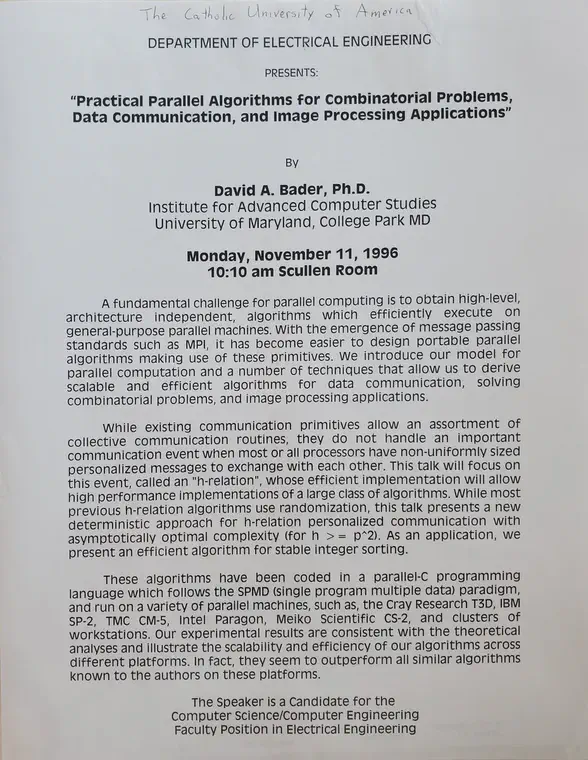 The Catholic University of America
DEPARTMENT OF ELECTRICAL ENGINEERING
PRESENTS:
"Practical Parallel Algorithms for Combinatorial Problems,
Data Communication, and Image Processing Applications"
By
David A. Bader, Ph.D.
Institute for Advanced Computer Studies
University of Maryland, College Park MD
Monday, November 11, 1996
10:10 am Scullen Room
A fundamental challenge for parallel computing is to obtain high-level,
architecture independent, algorithms which efficiently execute on
general-purpose parallel machines. With the emergence of message passing
standards such as MPI, it has become easier to design portable parallel
algorithms making use of these primitives. We introduce our model for
parallel computation and a number of techniques that allow us to derive
scalable and efficient algorithms for data communication, solving
combinatorial problems, and image processing applications.
While existing communication primitives allow an assortment of
collective communication routines, they do not handle an important
communication event when most or all processors have non-uniformly sized
personalized messages to exchange with each other. This talk will focus on
this event, called an "h-relation", whose efficient implementation will allow
high performance implementations of a large class of algorithms. While most
previous h-relation algorithms use randomization, this talk presents a new
deterministic approach for h-relation personalized communication with
asymptotically optimal complexity (for h >= p^2). As an application, we
present an efficient algorithm for stable integer sorting.
These algorithms have been coded in a parallel-C programming
language which follows the SPMD (single program multiple data) paradigm,
and run on a variety of parallel machines, such as, the Cray Research T3D, IBM
SP-2, TMC CM-5, Intel Paragon, Meiko Scientific CS-2, and clusters of
workstations. Our experimental results are consistent with the theoretical
analyses and illustrate the scalability and efficiency of our algorithms across
different platforms. In fact, they seem to outperform all similar algorithms
known to the authors on these platforms.
The Speaker is a Candidate for the
Computer Science/Computer Engineering
Faculty Position in Electrical Engineering